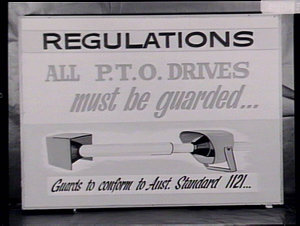 REGULATIONS
ALL P.T.O. DRIVES
must be guarded...
Guards to conform to Aust. Standard 1121...